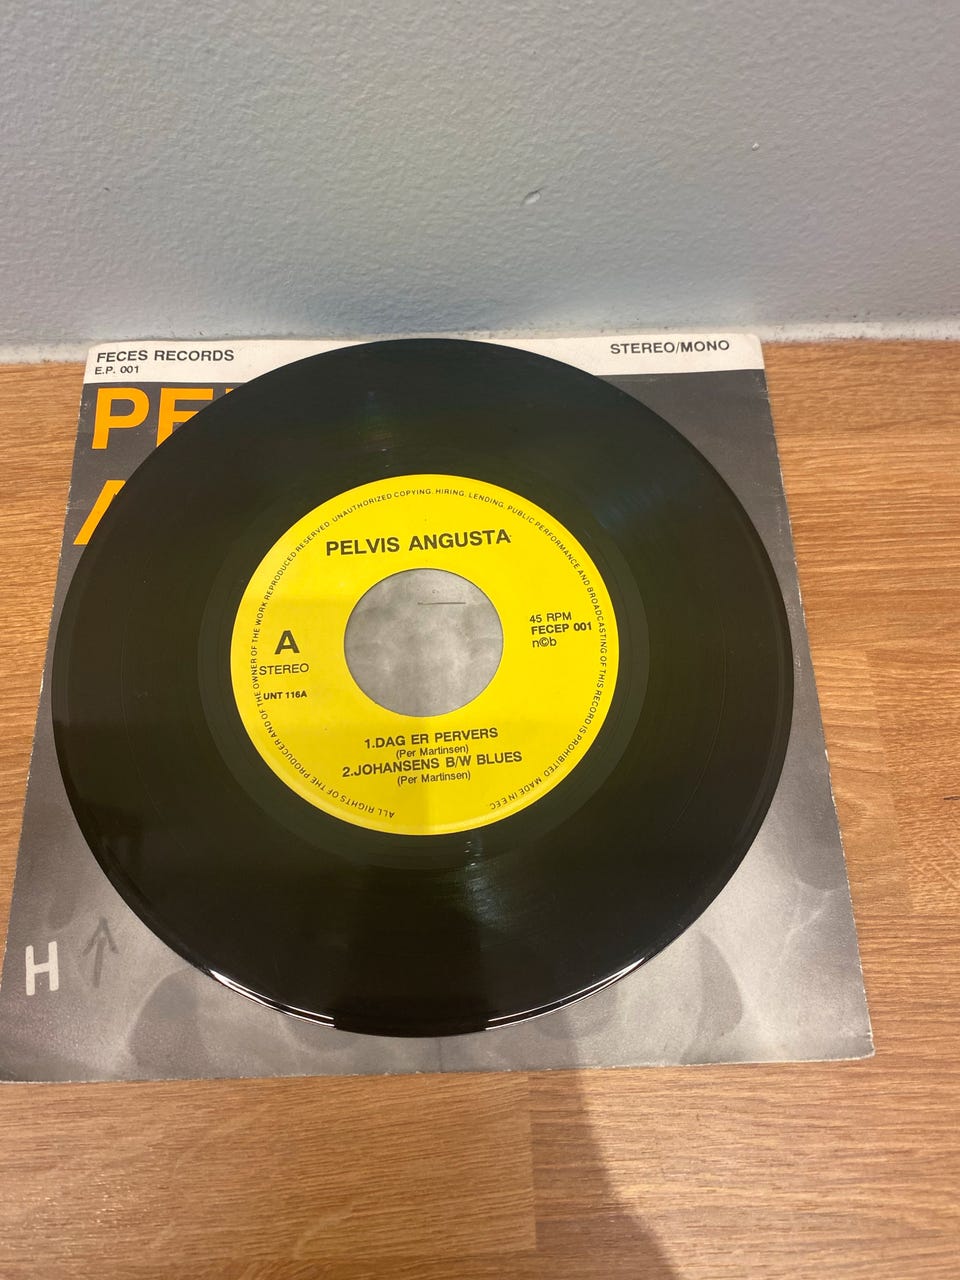 FECES RECORDS
E.P. 001
STEREO/MONO
PE
A
PELVIS ANGUSTA
A
STEREO
UNT 116A
45 RPM
FECEP 001
n©b
1.DAG ER PERVERS
(Per Martinsen)
2.JOHANSENS B/W BLUES
(Per Martinsen)
ALL RIGHTS OF THE PRODUCER AND OF THE OWNER OF THE WORK REPRODUCED RESERVED. UNAUTHORIZED COPYING. HIRING. LENDING. PUBLIC PERFORMANCE AND BROADCASTING OF THIS RECORD IS PROHIBITED. MADE IN EEC
H